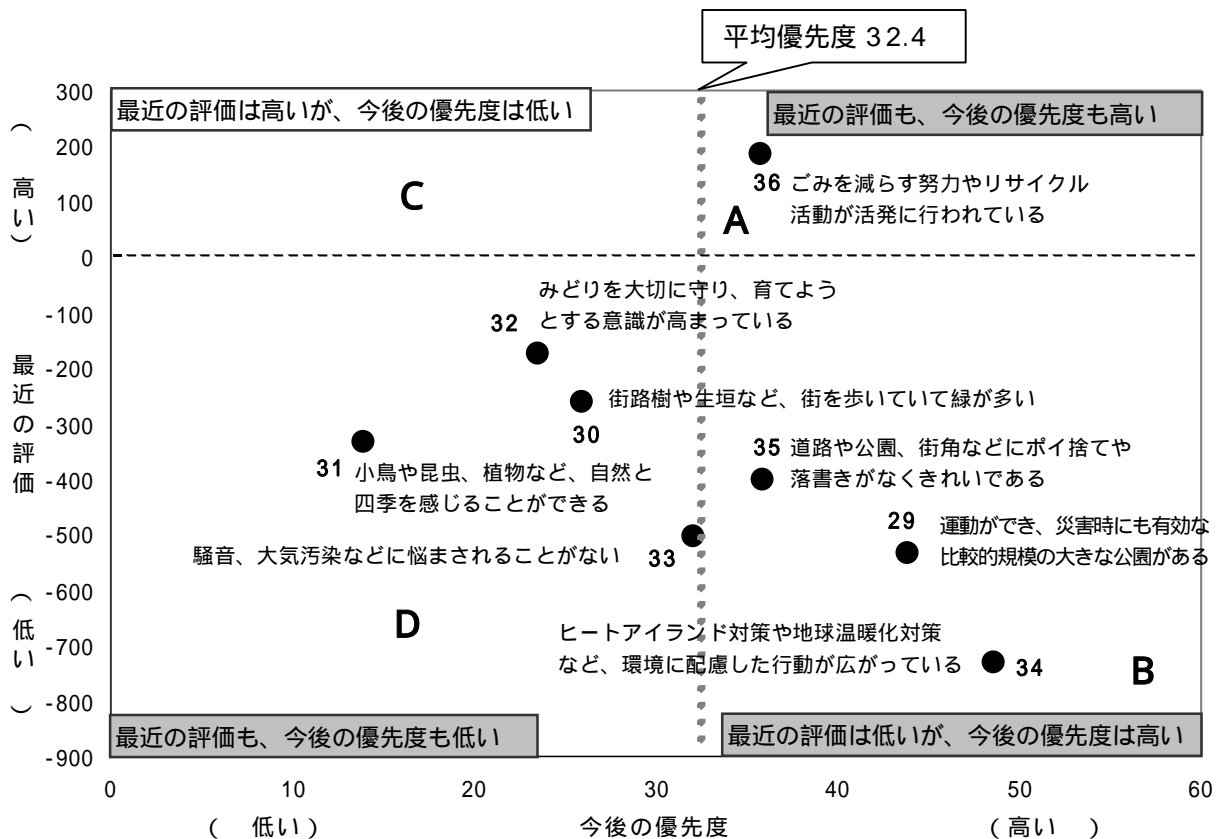 平均優先度 32.4
300
最近の評価は高いが、今後の優先度は低い
最近の評価も、今後の優先度も高い
200
36 ごみを減らす努力やリサイクル
活動が活発に行われている
C
A
100
0
みどりを大切に守り、育てよう
とする意識が高まっている
32
-100
-200
街路樹や生垣など、街を歩いていて緑が多い
30
-300
31 小鳥や昆虫、植物など、自然と
四季を感じることができる
35 道路や公園、街角などにポイ捨てや
落書きがなくきれいである
-400
29 運動ができ、災害時にも有効な
比較的規模の大きな公園がある
-500
騒音、大気汚染などに悩まされることがない 33
-600
D
ヒートアイランド対策や地球温暖化対策
など、環境に配慮した行動が広がっている 34
B
-700
-800
最近の評価も、今後の優先度も低い
最近の評価は低いが、今後の優先度は高い
-900
(高い)
最近の評価
(低い)
0 10 20 30 40 50 60
( 低い) 今後の優先度 (高い )